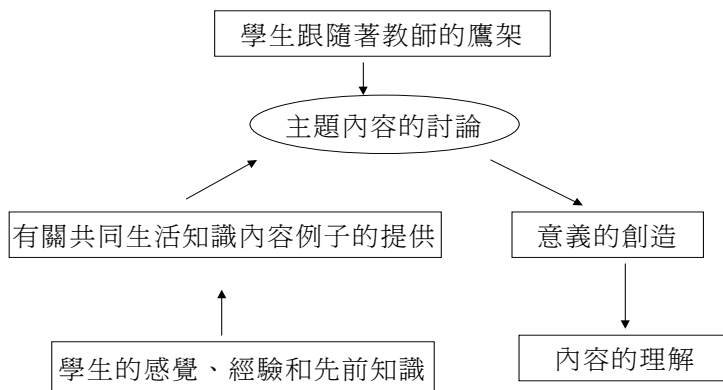 學生跟隨著教師的鷹架
主題內容的討論
有關共同生活知識內容例子的提供
意義的創造
學生的感覺、經驗和先前知識
內容的理解